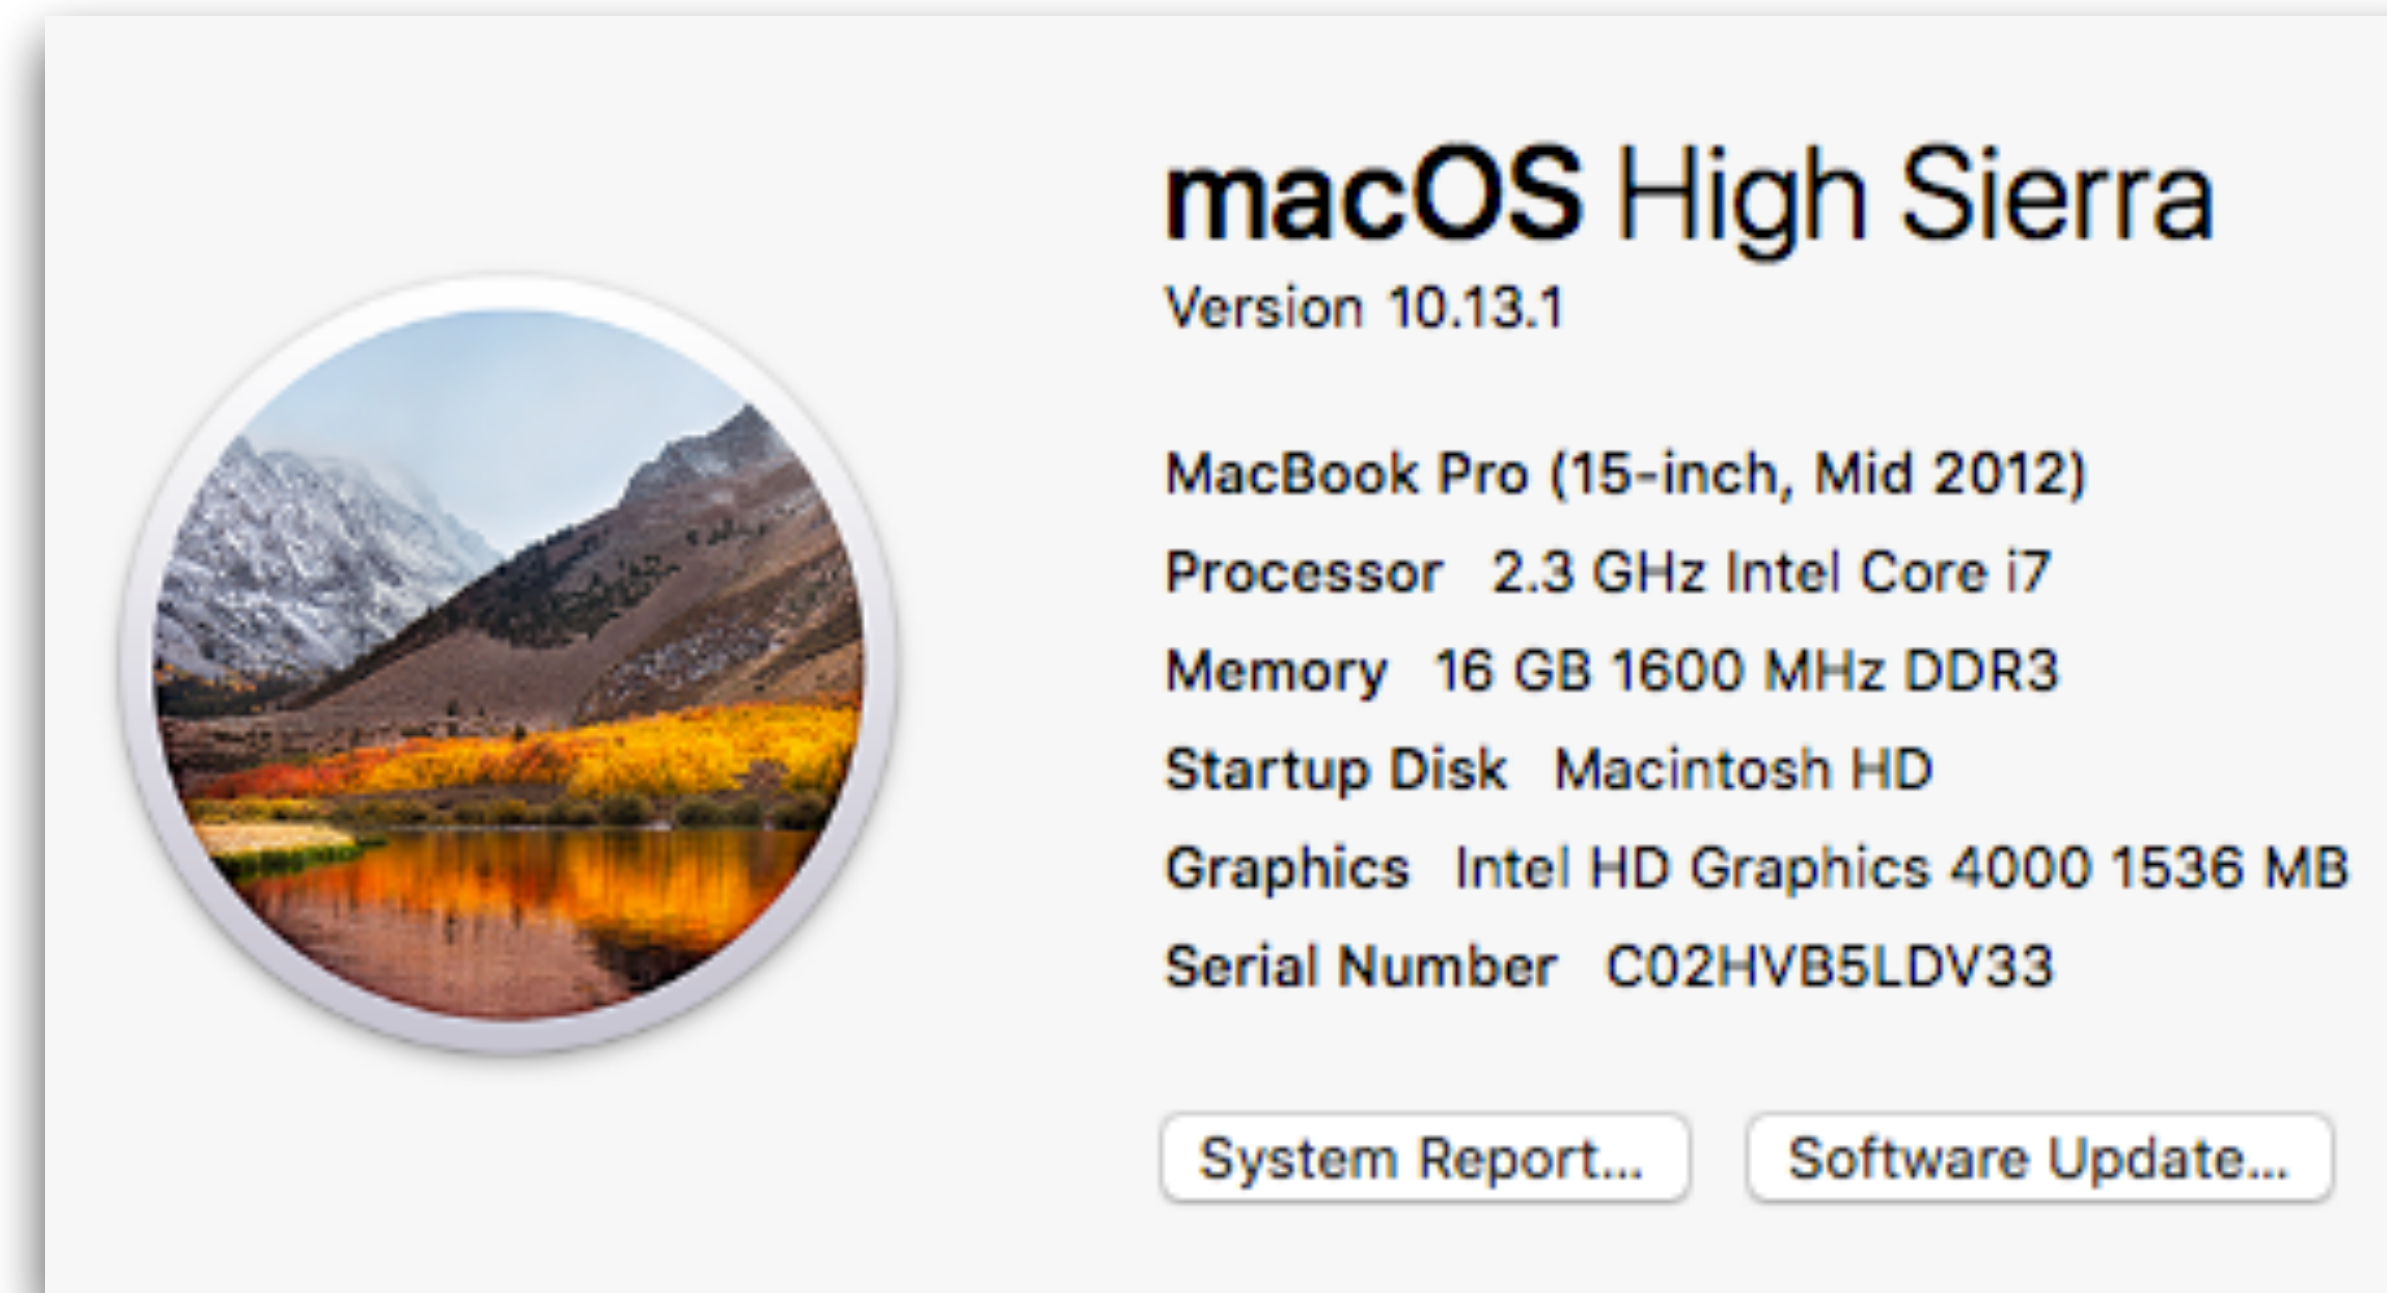 macOS High Sierra
Version 10.13.1
MacBook Pro (15-inch, Mid 2012)
Processor 2.3 GHz Intel Core i7
Memory 16 GB 1600 MHz DDR3
Startup Disk Macintosh HD
Graphics Intel HD Graphics 4000 1536 MB
Serial Number C02HVB5LDV33
System Report... Software Update...